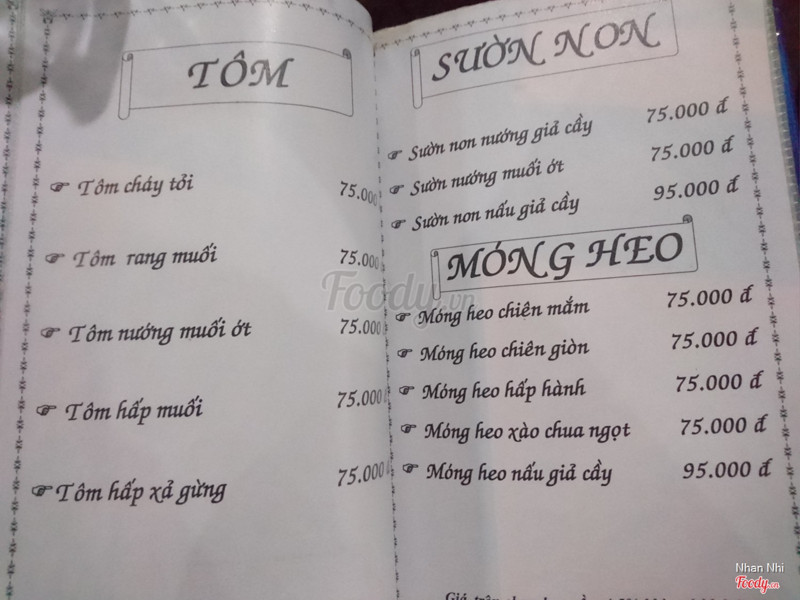 TÔM
Tôm cháy tỏi 75.000
Tôm rang muối 75.000
Tôm nướng muối ớt 75.000
Tôm hấp muối 75.000
Tôm hấp xả gừng 75.000
SƯỜN NON
Sườn non nướng giả cầy 75.000 đ
Sườn nướng muối ớt 75.000 đ
Sườn non nấu giả cầy 95.000 đ
MÓNG HEO
Móng heo chiên mắm 75.000 đ
Móng heo chiên giòn 75.000 đ
Móng heo hấp hành 75.000 đ
Móng heo xào chua ngọt 75.000 đ
Móng heo nấu giả cầy 95.000 đ
Foody.vn
Nhan Nhi
Foody.vn